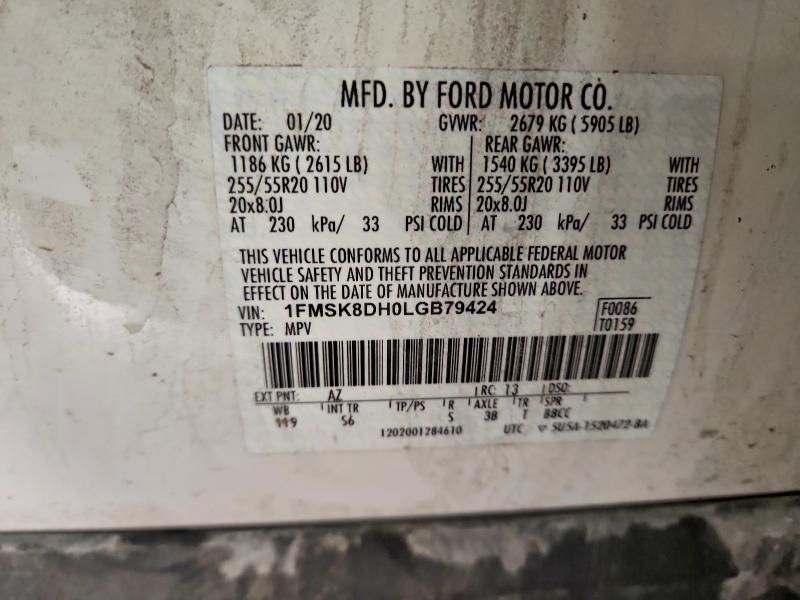 MFD. BY FORD MOTOR CO.
DATE: 01/20 GVWR: 2679 KG ( 5905 LB)
FRONT GAWR: REAR GAWR:
1186 KG ( 2615 LB) WITH 1540 KG ( 3395 LB) WITH
255/55R20 110V TIRES 255/55R20 110V TIRES
20x8.0J RIMS 20x8.0J RIMS
AT 230 kPa/ 33 PSI COLD AT 230 kPa/ 33 PSI COLD
THIS VEHICLE CONFORMS TO ALL APPLICABLE FEDERAL MOTOR
VEHICLE SAFETY AND THEFT PREVENTION STANDARDS IN
EFFECT ON THE DATE OF MANUFACTURE SHOWN ABOVE.
VIN: 1FMSK8DH0LGB79424 F0086
TYPE: MPV T0159
EXT PNT: AZ RC: 13 DSO:
WB INT TR TP/PS R AXLE TR SPR
119 S6 S 38 T BBCC
1202001284610 UTC SU5A-1520472-BA